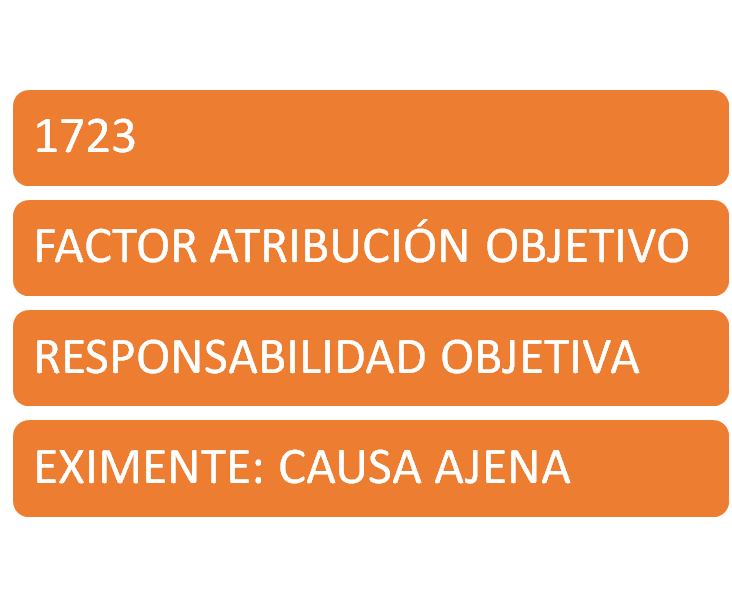 1723
FACTOR ATRIBUCIÓN OBJETIVO
RESPONSABILIDAD OBJETIVA
EXIMENTE: CAUSA AJENA